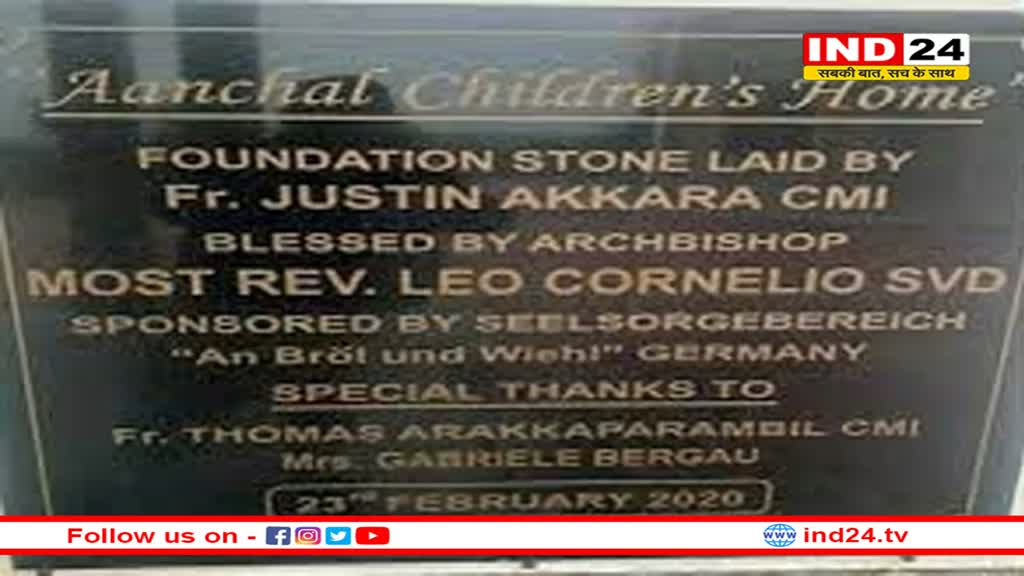 IND24
सबकी बात, सच के साथ
"Aanchal Children's Home"
FOUNDATION STONE LAID BY
Fr. JUSTIN AKKARA CMI
BLESSED BY ARCHBISHOP
MOST REV. LEO CORNELIO SVD
SPONSORED BY SEELSORGEBEREICH
"An Bröl und Wiehl" GERMANY
SPECIAL THANKS TO
Fr. THOMAS ARAKKAPARAMBIL CMI
Mrs. GABRIELE BERGAU
23RD FEBRUARY 2020
Follow us on -
ind24.tv